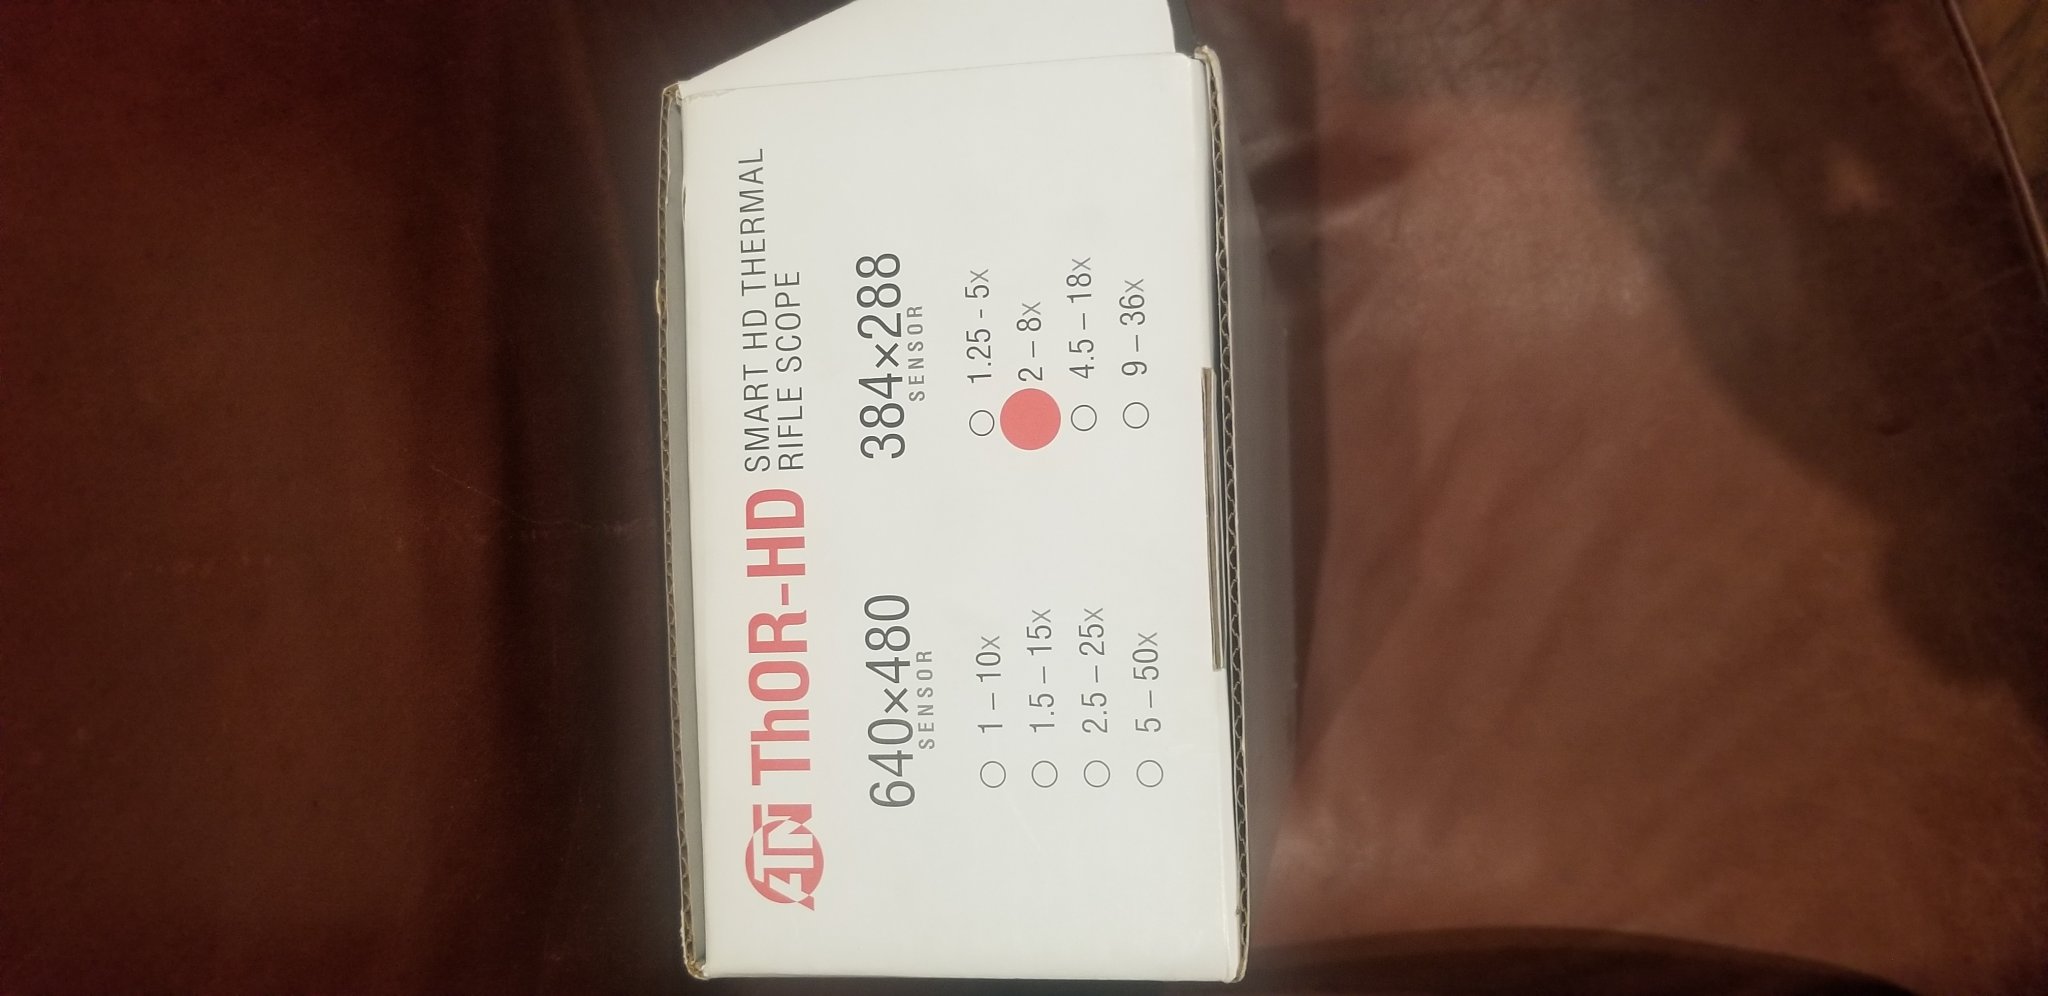 ATN ThOR-HD SMART HD THERMAL
RIFLE SCOPE
640×480 384×288
SENSOR SENSOR
1 – 10x
1.5 – 15x
2.5 – 25x
5 – 50x
1.25 - 5x
2 – 8x
4.5 – 18x
9 – 36x